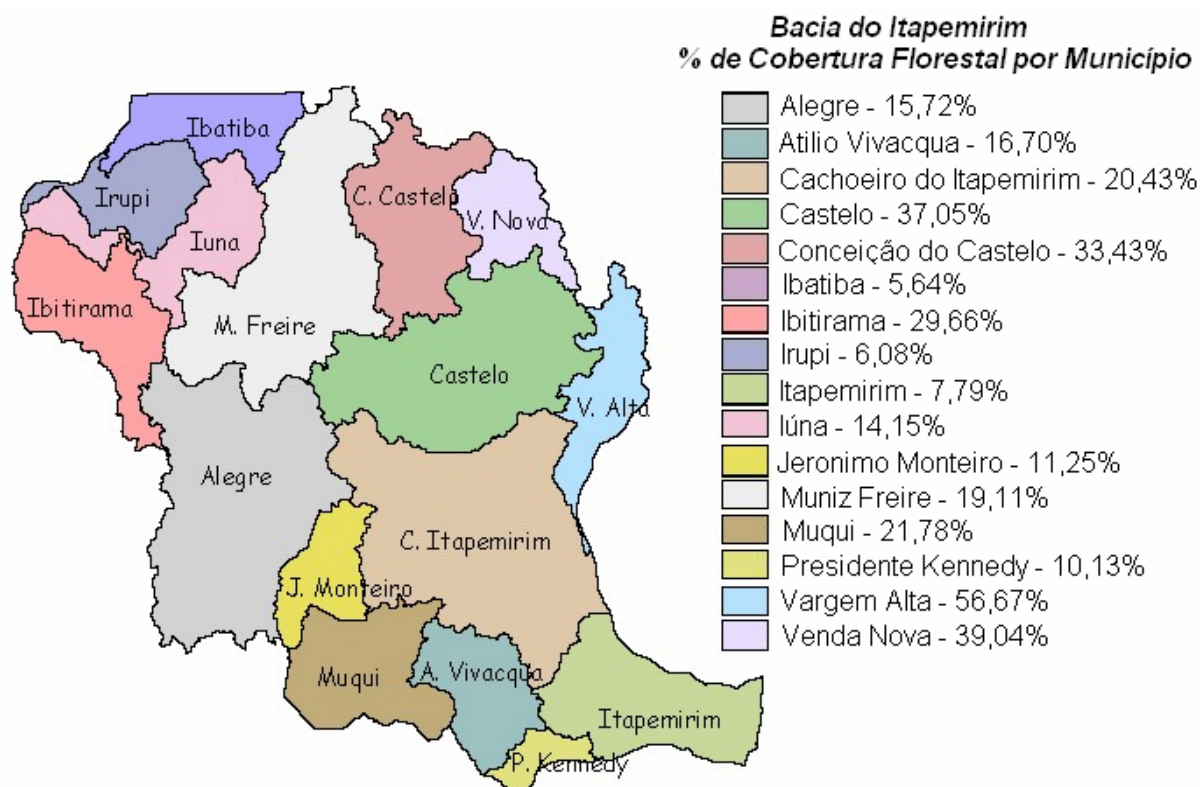 Bacia do Itapemirim
% de Cobertura Florestal por Município
Alegre - 15,72%
Atilio Vivacqua - 16,70%
Cachoeiro do Itapemirim - 20,43%
Castelo - 37,05%
Conceição do Castelo - 33,43%
Ibatiba - 5,64%
Ibitirama - 29,66%
Irupi - 6,08%
Itapemirim - 7,79%
Iúna - 14,15%
Jeronimo Monteiro - 11,25%
Muniz Freire - 19,11%
Muqui - 21,78%
Presidente Kennedy - 10,13%
Vargem Alta - 56,67%
Venda Nova - 39,04%
Ibatiba
Irupi
C. Castelo
V. Nova
Iuna
Ibitirama
M. Freire
Castelo
V. Alta
Alegre
C. Itapemirim
J. Monteiro
Muqui
A. Vivacqua
Itapemirim
P. Kennedy